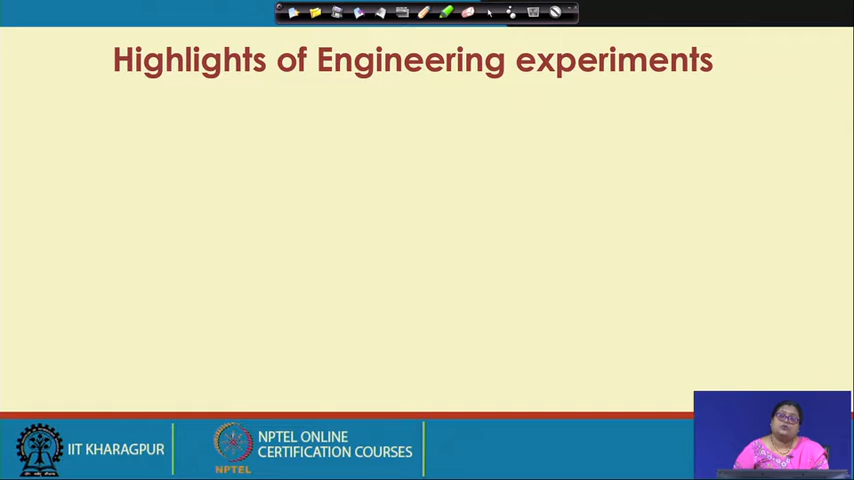 Highlights of Engineering experiments
IIT KHARAGPUR
NPTEL
NPTEL ONLINE
CERTIFICATION COURSES